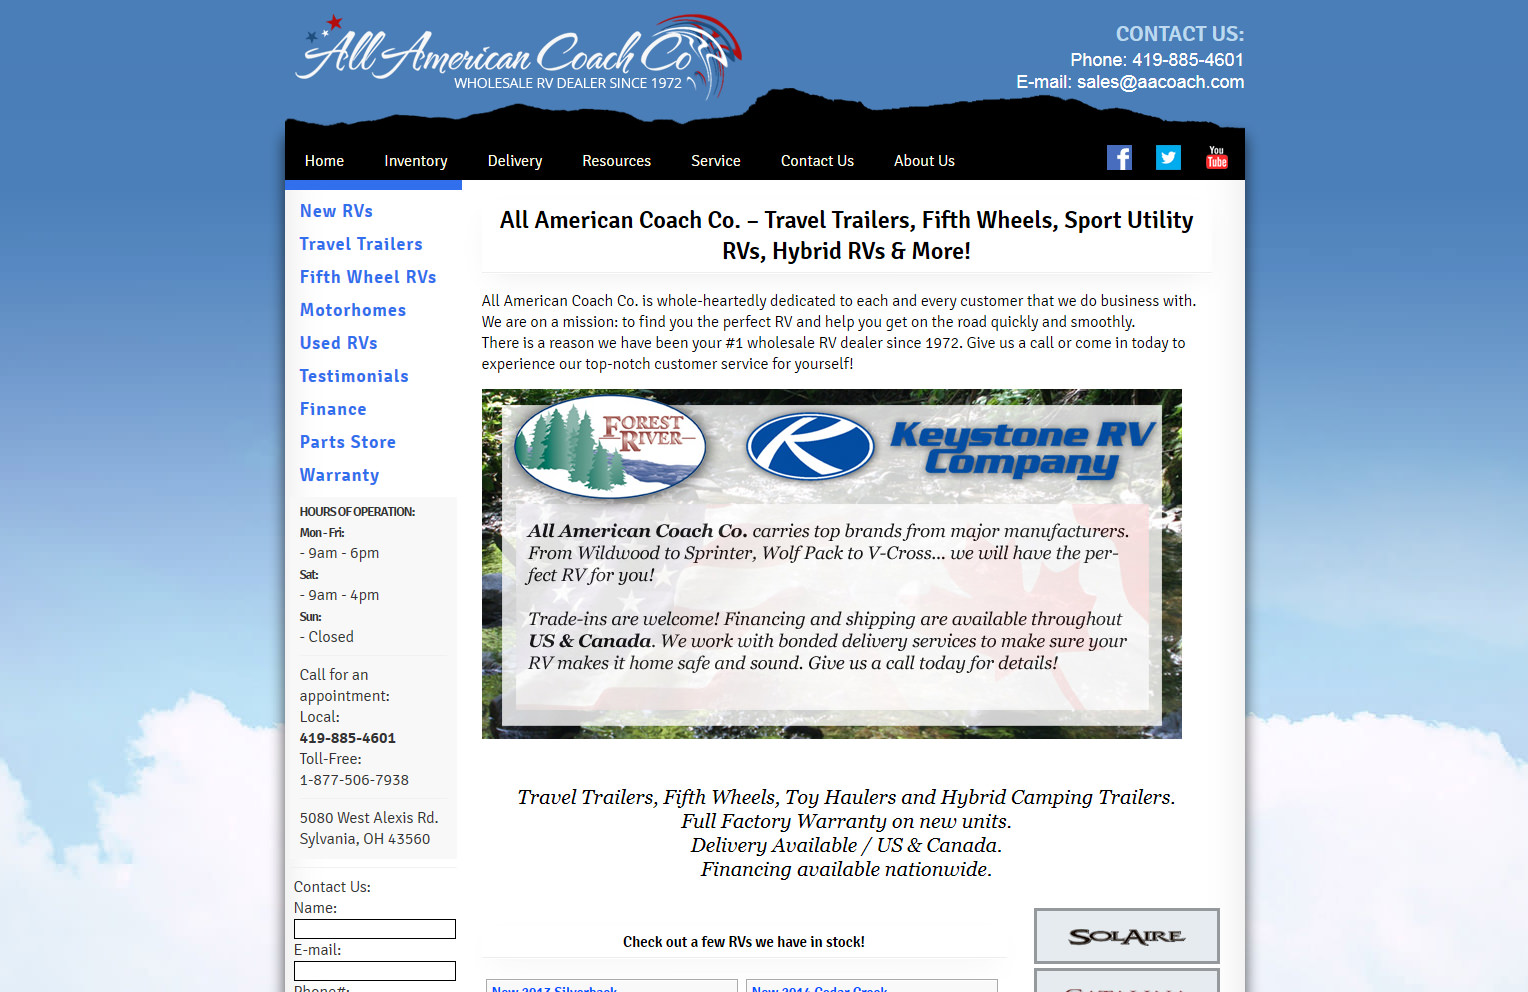 All American Coach Co
WHOLESALE RV DEALER SINCE 1972
CONTACT US:
Phone: 419-885-4601
E-mail: sales@aacoach.com
Home Inventory Delivery Resources Service Contact Us About Us
f
You
Tube
New RVs
Travel Trailers
Fifth Wheel RVs
Motorhomes
Used RVs
Testimonials
Finance
Parts Store
Warranty
HOURS OF OPERATION:
Mon - Fri:
- 9am - 6pm
Sat:
- 9am - 4pm
Sun:
- Closed
Call for an
appointment:
Local:
419-885-4601
Toll-Free:
1-877-506-7938
5080 West Alexis Rd.
Sylvania, OH 43560
Contact Us:
Name:
E-mail:
Phone#:
All American Coach Co. – Travel Trailers, Fifth Wheels, Sport Utility
RVs, Hybrid RVs & More!
All American Coach Co. is whole-heartedly dedicated to each and every customer that we do business with.
We are on a mission: to find you the perfect RV and help you get on the road quickly and smoothly.
There is a reason we have been your #1 wholesale RV dealer since 1972. Give us a call or come in today to
experience our top-notch customer service for yourself!
FOREST
RIVER
K
Keystone RV
Company
All American Coach Co. carries top brands from major manufacturers.
From Wildwood to Sprinter, Wolf Pack to V-Cross... we will have the per-
fect RV for you!
Trade-ins are welcome! Financing and shipping are available throughout
US & Canada. We work with bonded delivery services to make sure your
RV makes it home safe and sound. Give us a call today for details!
Travel Trailers, Fifth Wheels, Toy Haulers and Hybrid Camping Trailers.
Full Factory Warranty on new units.
Delivery Available / US & Canada.
Financing available nationwide.
Check out a few RVs we have in stock!
New 2013 Silverback
New 2014 Cedar Creek
SOLAIRE
CATALINA